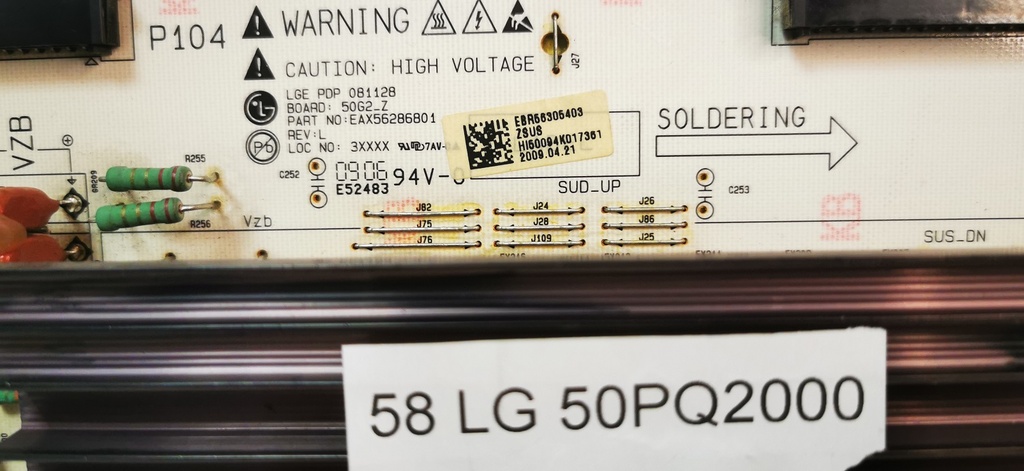 P104
WARNING
CAUTION: HIGH VOLTAGE
J27
LGE PDP 081128
BOARD: 50G2_Z
PART NO:EAX56286801
REV:L
LOC NO: 3XXXX
EBR56305403
ZSUS
HI60094K017361
2009.04.21
SOLDERING
VZB
R255
R256
Vzb
C252
0906
E52483
94V-0
SUD_UP
C253
J82
J24
J26
J75
J28
J86
J76
J109
J25
SUS_DN
58 LG 50PQ2000